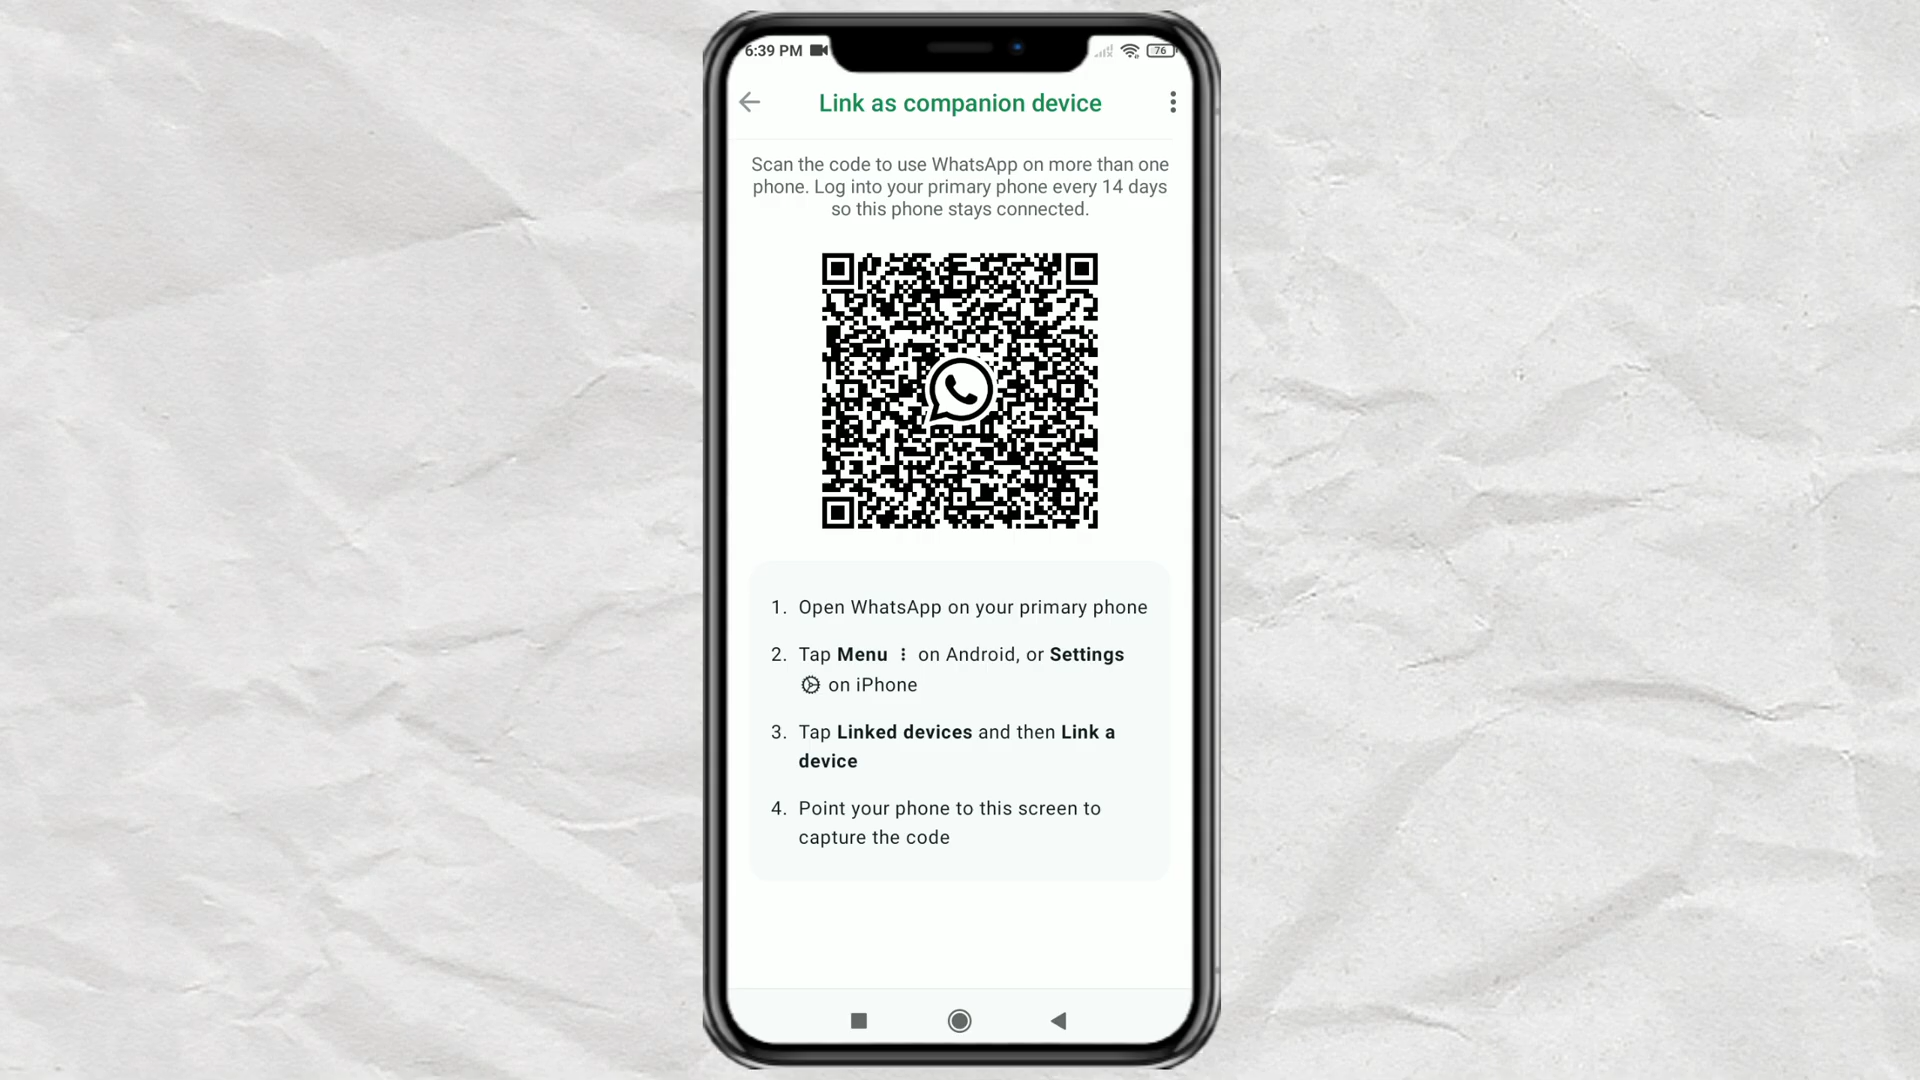 6:39 PM
76
Link as companion device
Scan the code to use WhatsApp on more than one
phone. Log into your primary phone every 14 days
so this phone stays connected.
1. Open WhatsApp on your primary phone
2. Tap Menu ⋮ on Android, or Settings
on iPhone
3. Tap Linked devices and then Link a
device
4. Point your phone to this screen to
capture the code